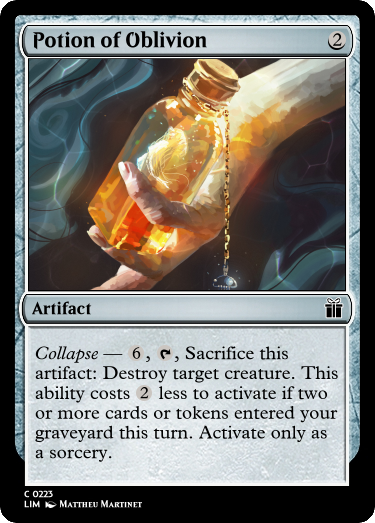 Potion of Oblivion 2
Artifact
Collapse — 6, T, Sacrifice this
artifact: Destroy target creature. This
ability costs 2 less to activate if two
or more cards or tokens entered your
graveyard this turn. Activate only as
a sorcery.
C 0223
LIM Mattheu Martinet